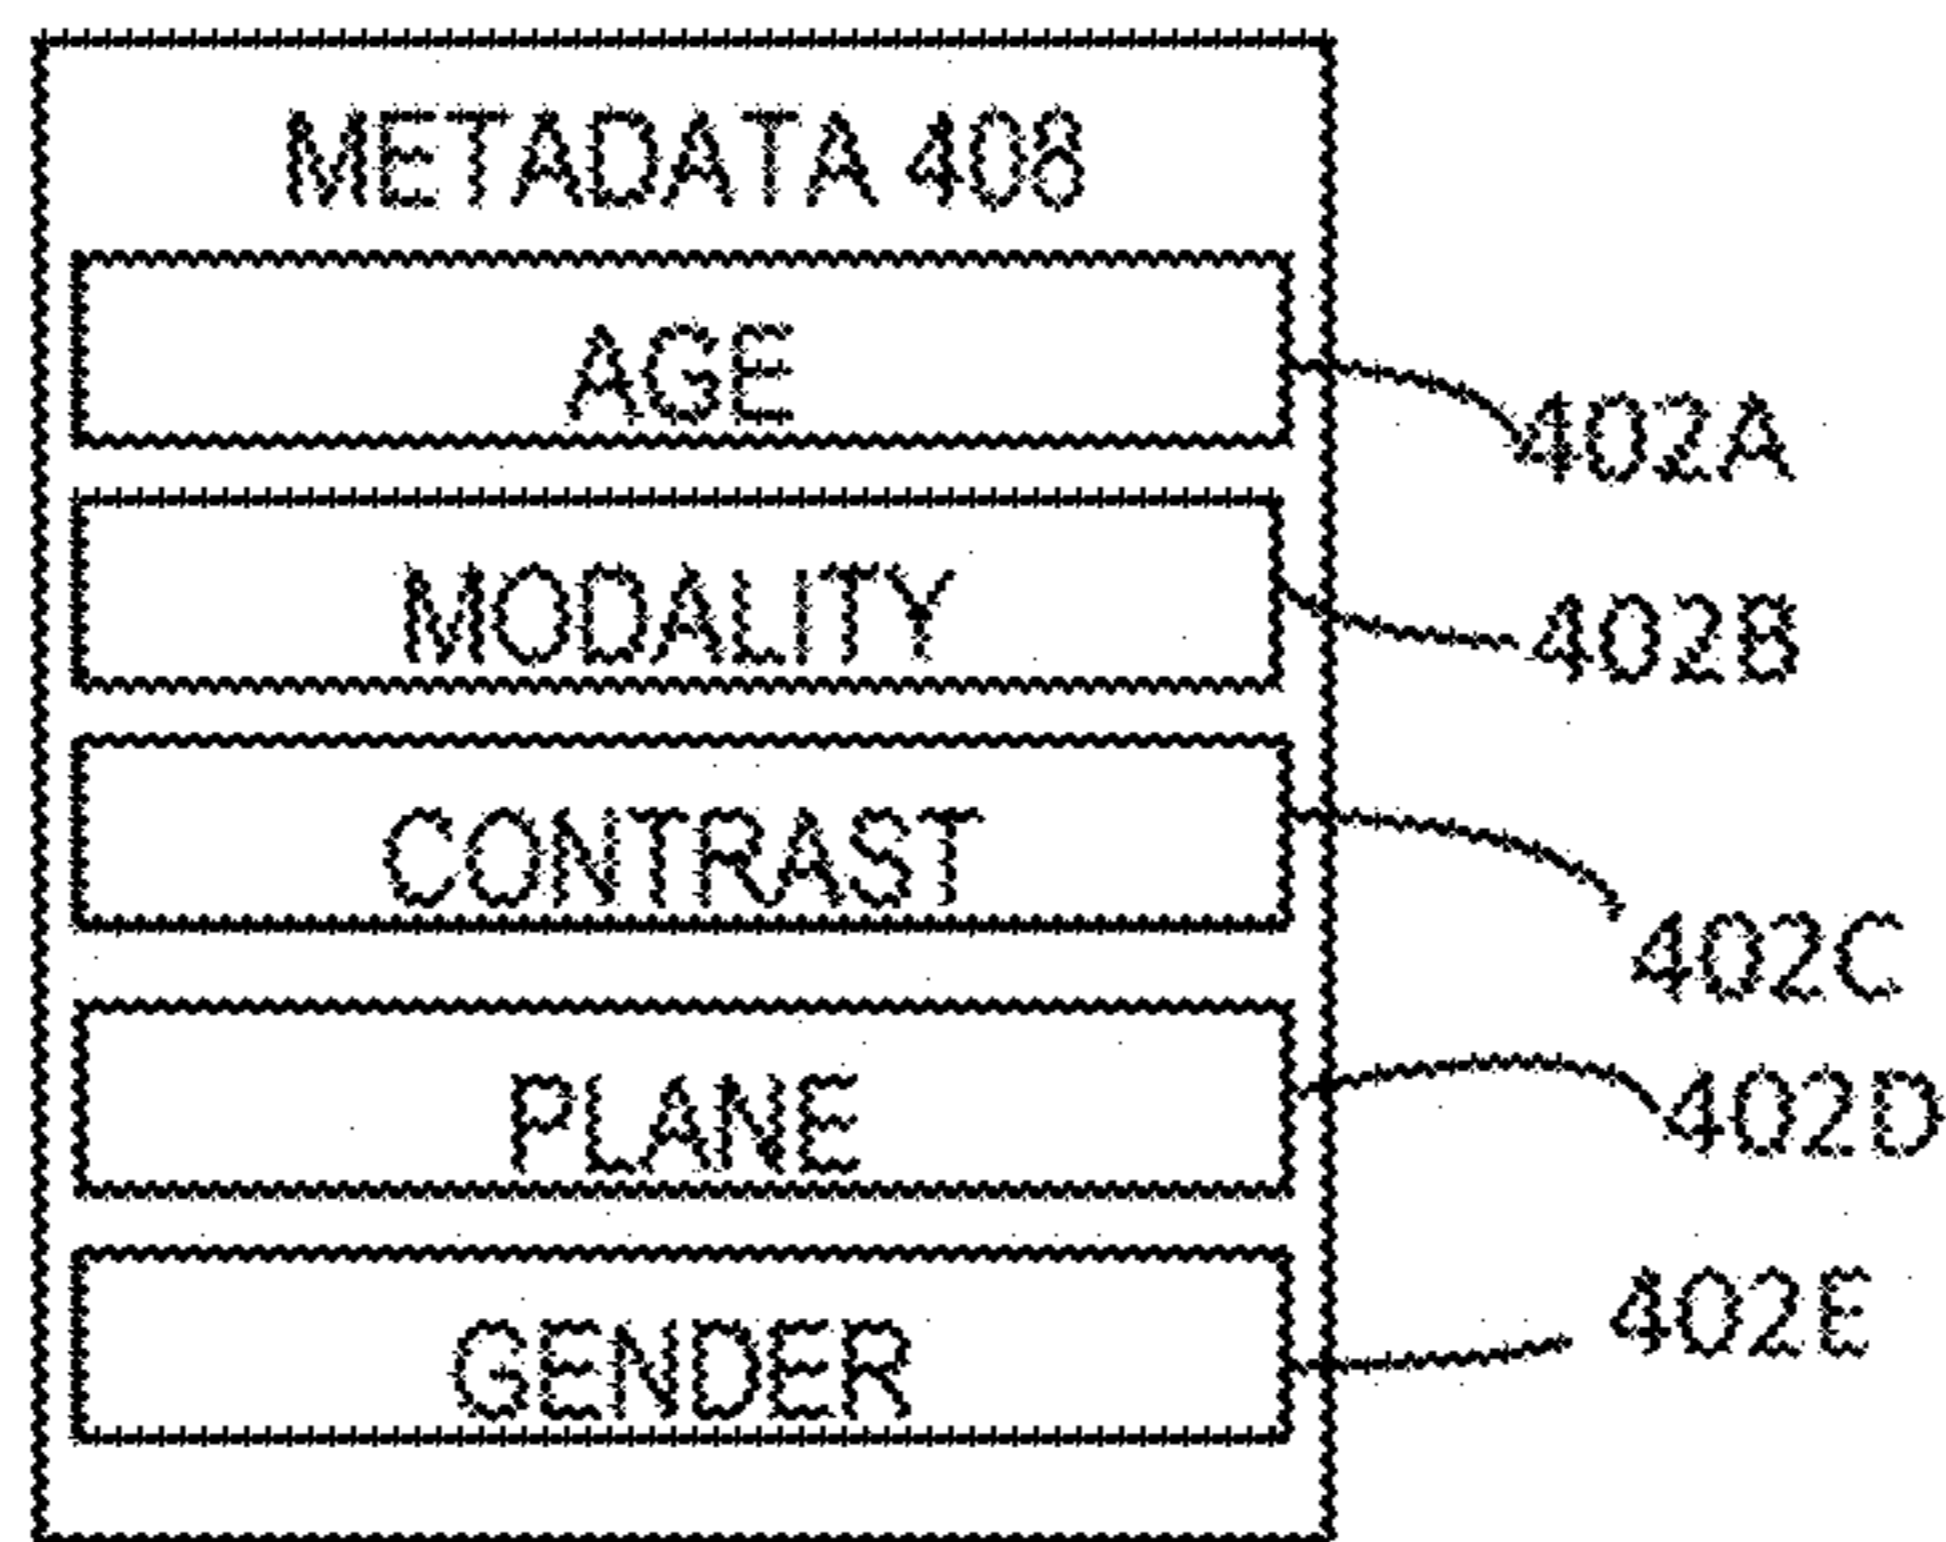 METADATA 408
AGE
402A
MODALITY
402B
CONTRAST
402C
PLANE
402D
GENDER
402E